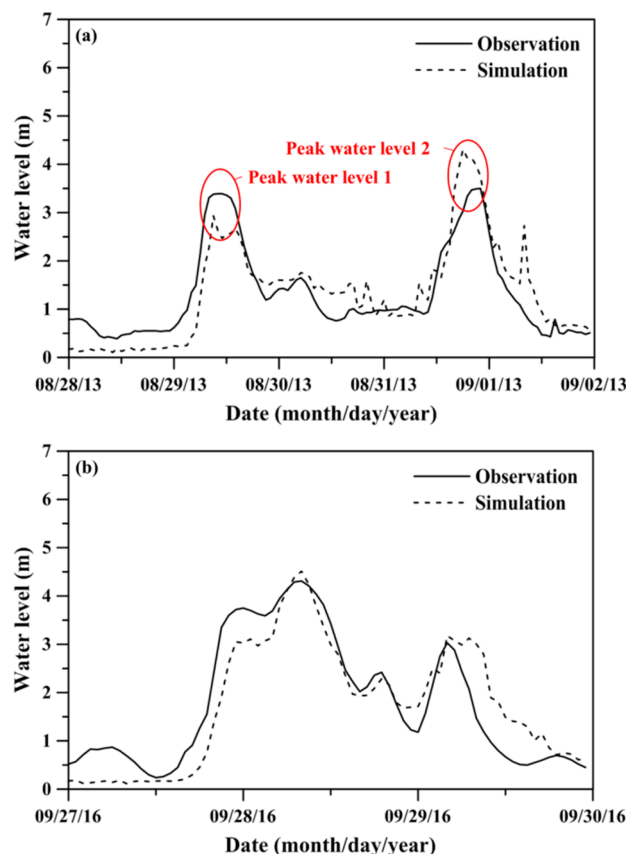 (a)
Observation
Simulation
Peak water level 2
Peak water level 1
Water level (m)
7
6
5
4
3
2
1
0
08/28/13 08/29/13 08/30/13 08/31/13 09/01/13 09/02/13
Date (month/day/year)
(b)
Observation
Simulation
Water level (m)
7
6
5
4
3
2
1
0
09/27/16 09/28/16 09/29/16 09/30/16
Date (month/day/year)